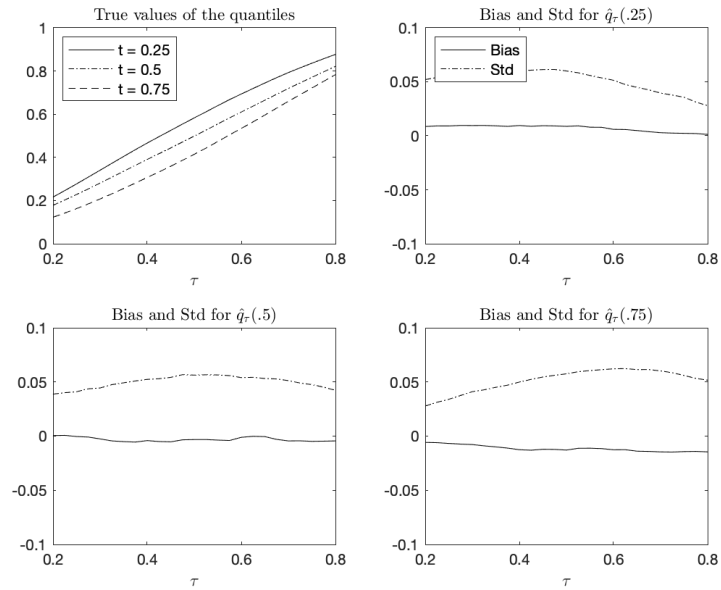 True values of the quantiles
1
0.8
0.6
0.4
0.2
0
t = 0.25
t = 0.5
t = 0.75
0.2 0.4 0.6 0.8
τ
Bias and Std for q̂τ(.25)
0.1
0.05
0
-0.05
-0.1
Bias
Std
0.2 0.4 0.6 0.8
τ
Bias and Std for q̂τ(.5)
0.1
0.05
0
-0.05
-0.1
0.2 0.4 0.6 0.8
τ
Bias and Std for q̂τ(.75)
0.1
0.05
0
-0.05
-0.1
0.2 0.4 0.6 0.8
τ